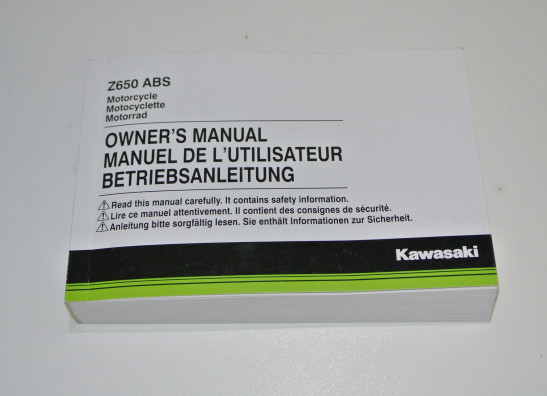 Z650 ABS
Motorcycle
Motocyclette
Motorrad
OWNER'S MANUAL
MANUEL DE L'UTILISATEUR
BETRIEBSANLEITUNG
Read this manual carefully. It contains safety information.
Lire ce manuel attentivement. Il contient des consignes de sécurité.
Anleitung bitte sorgfältig lesen. Sie enthält Informationen zur Sicherheit.
Kawasaki